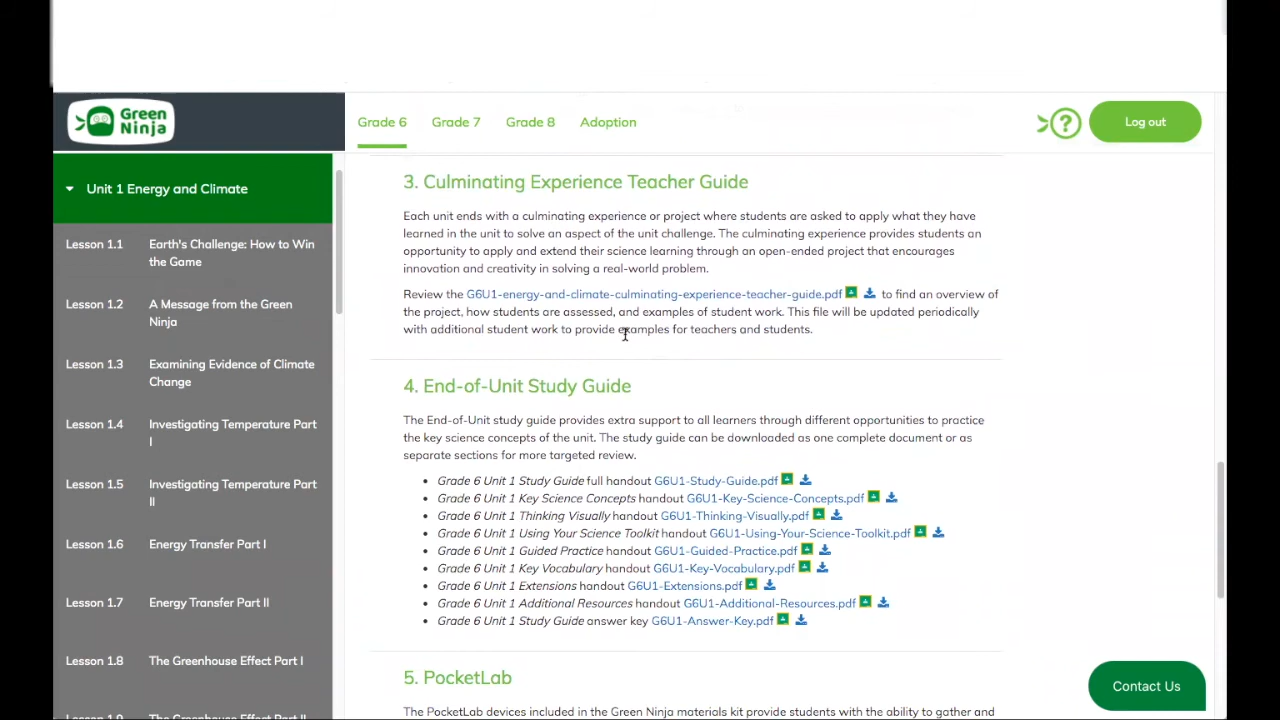 Green
Ninja
Grade 6
Grade 7
Grade 8
Adoption
?
Log out
Unit 1 Energy and Climate
Lesson 1.1
Earth's Challenge: How to Win
the Game
Lesson 1.2
A Message from the Green
Ninja
Lesson 1.3
Examining Evidence of Climate
Change
Lesson 1.4
Investigating Temperature Part
I
Lesson 1.5
Investigating Temperature Part
II
Lesson 1.6
Energy Transfer Part I
Lesson 1.7
Energy Transfer Part II
Lesson 1.8
The Greenhouse Effect Part I
Lesson 1.9
The Greenhouse Effect Part II
3. Culminating Experience Teacher Guide
Each unit ends with a culminating experience or project where students are asked to apply what they have
learned in the unit to solve an aspect of the unit challenge. The culminating experience provides students an
opportunity to apply and extend their science learning through an open-ended project that encourages
innovation and creativity in solving a real-world problem.
Review the G6U1-energy-and-climate-culminating-experience-teacher-guide.pdf to find an overview of
the project, how students are assessed, and examples of student work. This file will be updated periodically
with additional student work to provide examples for teachers and students.
4. End-of-Unit Study Guide
The End-of-Unit study guide provides extra support to all learners through different opportunities to practice
the key science concepts of the unit. The study guide can be downloaded as one complete document or as
separate sections for more targeted review.
• Grade 6 Unit 1 Study Guide full handout G6U1-Study-Guide.pdf
• Grade 6 Unit 1 Key Science Concepts handout G6U1-Key-Science-Concepts.pdf
• Grade 6 Unit 1 Thinking Visually handout G6U1-Thinking-Visually.pdf
• Grade 6 Unit 1 Using Your Science Toolkit handout G6U1-Using-Your-Science-Toolkit.pdf
• Grade 6 Unit 1 Guided Practice handout G6U1-Guided-Practice.pdf
• Grade 6 Unit 1 Key Vocabulary handout G6U1-Key-Vocabulary.pdf
• Grade 6 Unit 1 Extensions handout G6U1-Extensions.pdf
• Grade 6 Unit 1 Additional Resources handout G6U1-Additional-Resources.pdf
• Grade 6 Unit 1 Study Guide answer key G6U1-Answer-Key.pdf
5. PocketLab
The PocketLab devices included in the Green Ninja materials kit provide students with the ability to gather and
Contact Us